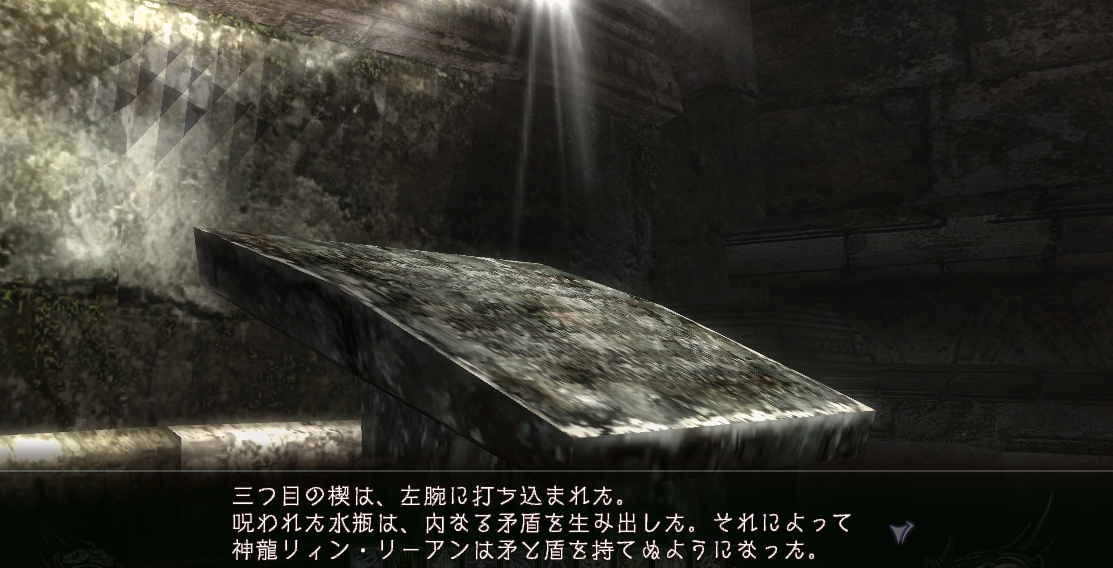 三つ目の楔は、左腕に打ち込まれた。
呪われた水瓶は、内なる矛盾を生み出した。それによって
神龍リィン・リーアンは矛と盾を持てぬようになった。